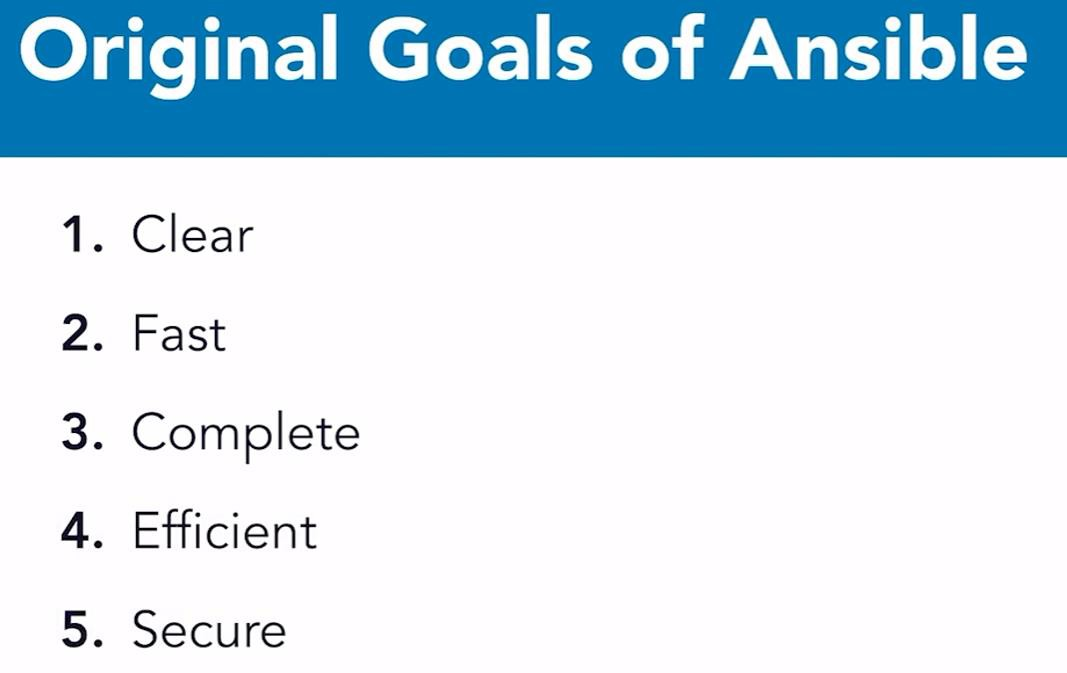 Original Goals of Ansible
1. Clear
2. Fast
3. Complete
4. Efficient
5. Secure